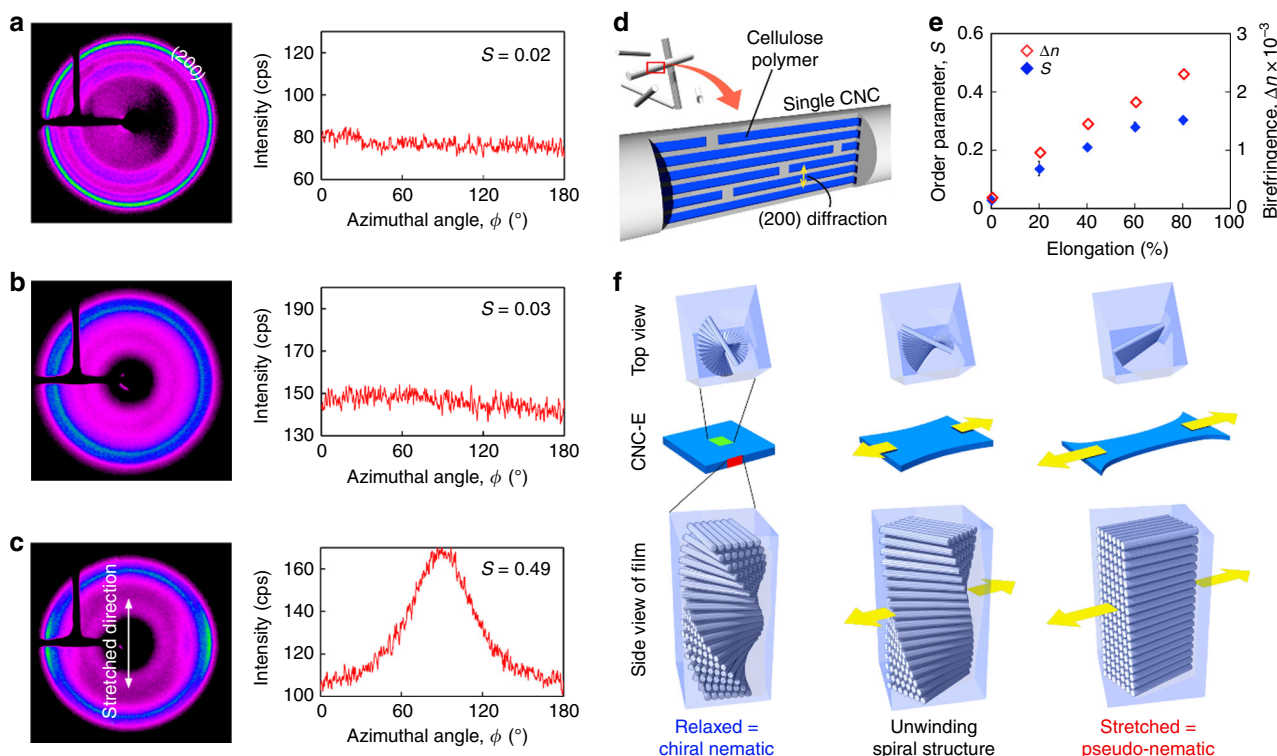 a
(200)
Intensity (cps)
130
120
100
80
60
S = 0.02
0
60
120
180
Azimuthal angle, ϕ (°)
b
Intensity (cps)
190
170
150
130
S = 0.03
0
60
120
180
Azimuthal angle, ϕ (°)
c
Stretched direction
Intensity (cps)
160
140
120
100
S = 0.49
0
60
120
180
Azimuthal angle, ϕ (°)
d
Cellulose
polymer
Single CNC
(200) diffraction
e
Order parameter, S
0.6
0.4
0.2
0
Δn
S
3
2
1
0
Birefringence, Δn × 10⁻³
0
20
40
60
80
100
Elongation (%)
f
Top view
CNC-E
Side view of film
Relaxed =
chiral nematic
Unwinding
spiral structure
Stretched =
pseudo-nematic